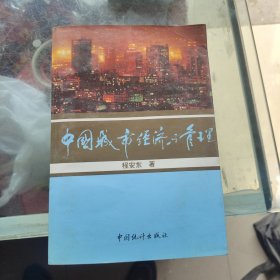 中國城市经济与管理
程安东 著
中国统计出版社